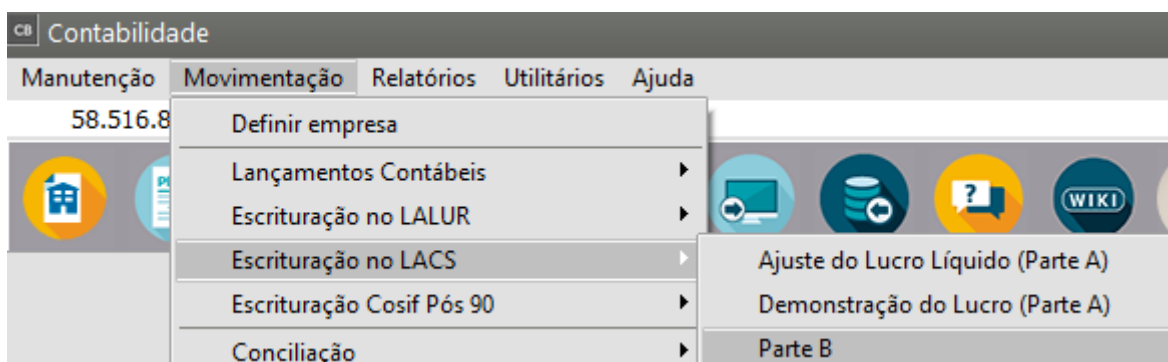 CB Contabilidade
Manutenção Movimentação Relatórios Utilitários Ajuda
58.516.8
Definir empresa
Lançamentos Contábeis
Escrituração no LALUR
?
WIKI
Escrituração no LACS
Ajuste do Lucro Líquido (Parte A)
Escrituração Cosif Pós 90
Demonstração do Lucro (Parte A)
Conciliação
Parte B